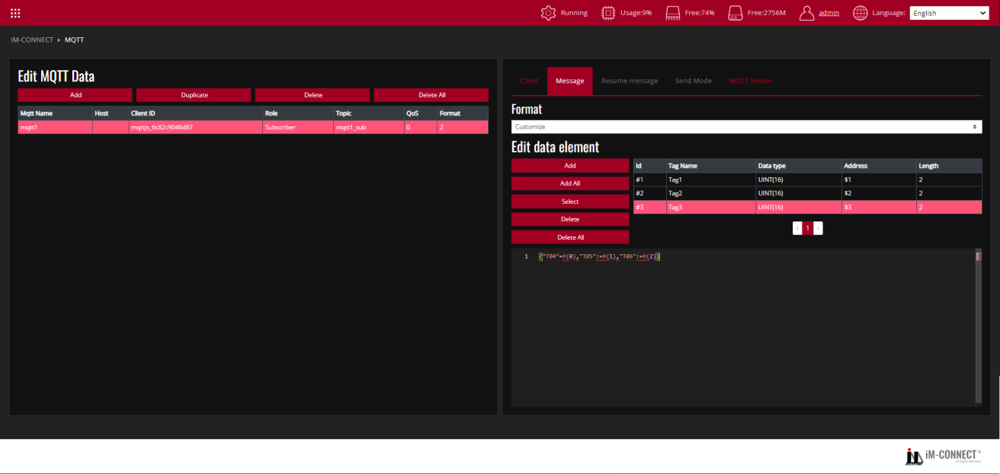 Running Usage:9% Free:74% Free:2756M admin Language: English
iM-CONNECT ▸ MQTT
Edit MQTT Data
Add Duplicate Delete Delete All
Mqtt Name Host Client ID Role Topic QoS Format
mqtt1 mqttjs_6c82c9046d87 Subscriber mqtt1_sub 0 2
Client Message Resume message Send Mode MQTT Broker
Format
Customize
Edit data element
Add
Add All
Select
Delete
Delete All
Id Tag Name Data type Address Length
#1 Tag1 UINT(16) $1 2
#2 Tag2 UINT(16) $2 2
#3 Tag3 UINT(16) $3 2
‹ 1 ›
1 {"T04"=#{0},"T05":=#{1},"T06":=#{2}}
iM-CONNECT®
All Rights Reserved.